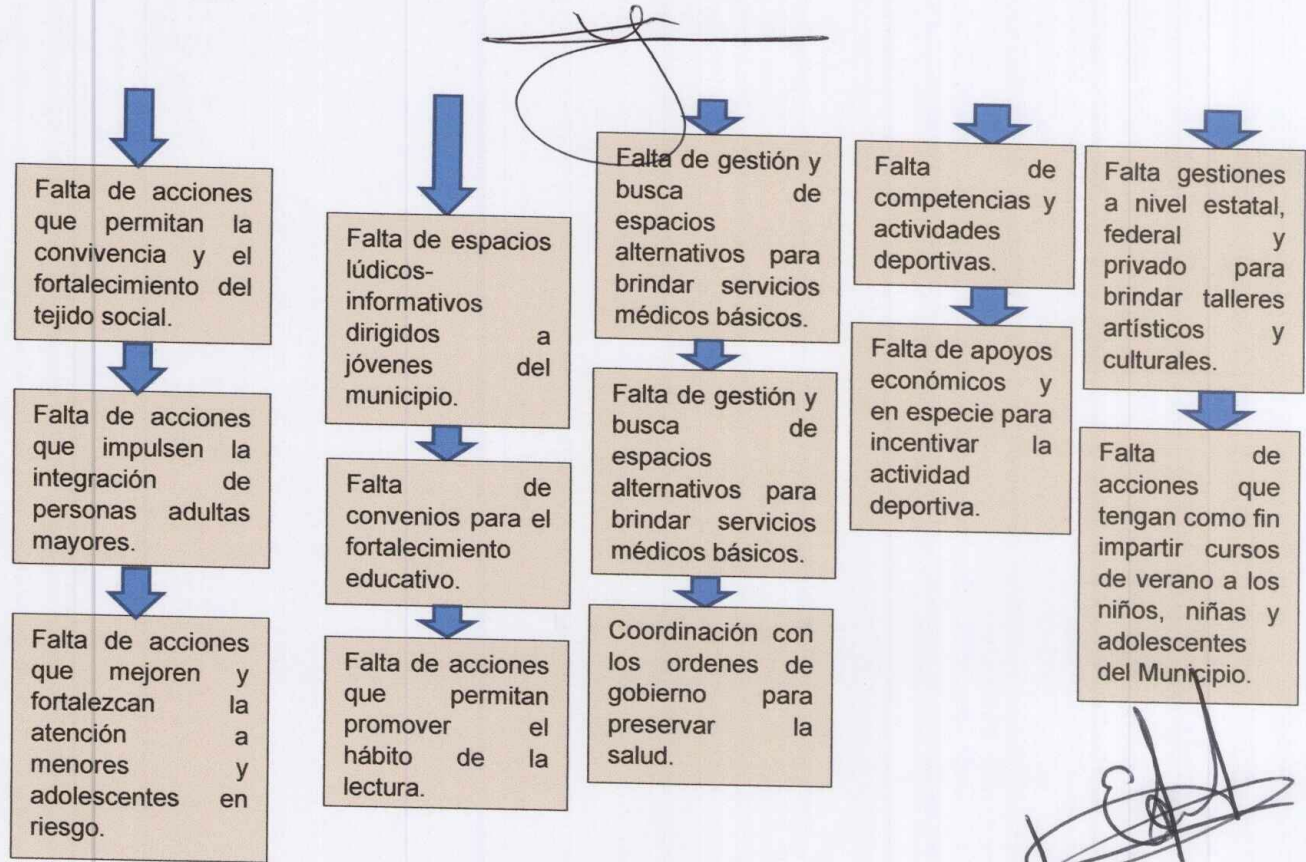 Falta de acciones
que permitan la
convivencia y el
fortalecimiento del
tejido social.
Falta de acciones
que impulsen la
integración de
personas adultas
mayores.
Falta de acciones
que mejoren y
fortalezcan la
atención a
menores y
adolescentes en
riesgo.
Falta de espacios
lúdicos-
informativos
dirigidos a
jóvenes del
municipio.
Falta de
convenios para el
fortalecimiento
educativo.
Falta de acciones
que permitan
promover el
hábito de la
lectura.
Falta de gestión y
busca de
espacios
alternativos para
brindar servicios
médicos básicos.
Falta de gestión y
busca de
espacios
alternativos para
brindar servicios
médicos básicos.
Coordinación con
los ordenes de
gobierno para
preservar la
salud.
Falta de
competencias y
actividades
deportivas.
Falta de apoyos
económicos y
en especie para
incentivar la
actividad
deportiva.
Falta gestiones
a nivel estatal,
federal y
privado para
brindar talleres
artísticos y
culturales.
Falta de
acciones que
tengan como fin
impartir cursos
de verano a los
niños, niñas y
adolescentes
del Municipio.